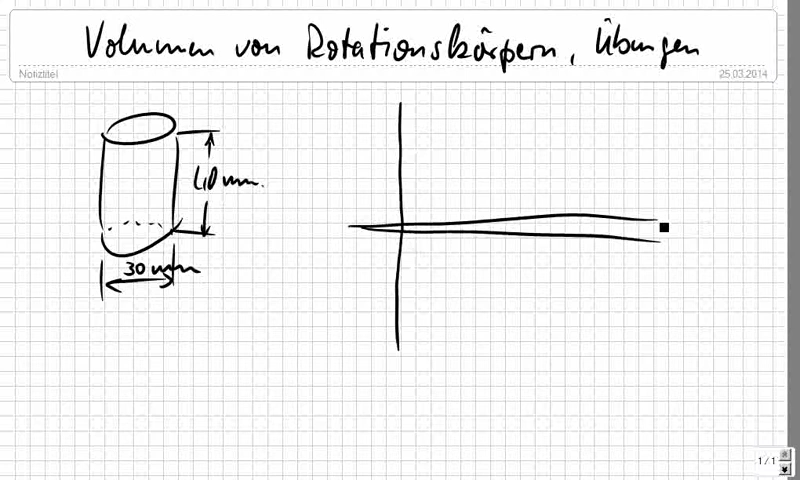 Volumen von Rotationskörpern, Übungen
Notiztitel
25.03.2014
40 mm.
30 mm
1/1